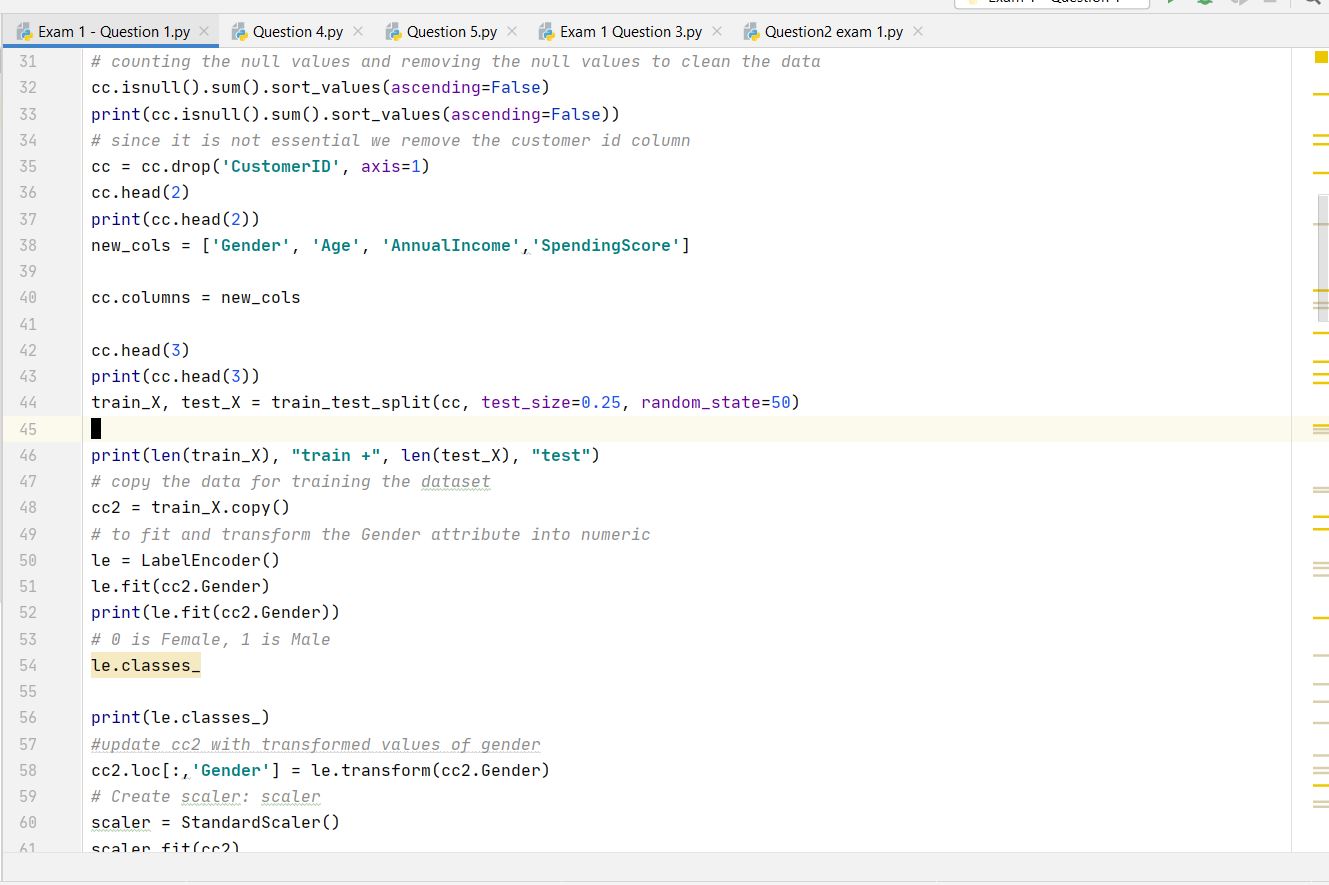 Exam 1 - Question 1.py Question 4.py Question 5.py Exam 1 Question 3.py Question2 exam 1.py
31 # counting the null values and removing the null values to clean the data
32 cc.isnull().sum().sort_values(ascending=False)
33 print(cc.isnull().sum().sort_values(ascending=False))
34 # since it is not essential we remove the customer id column
35 cc = cc.drop('CustomerID', axis=1)
36 cc.head(2)
37 print(cc.head(2))
38 new_cols = ['Gender', 'Age', 'AnnualIncome','SpendingScore']
39
40 cc.columns = new_cols
41
42 cc.head(3)
43 print(cc.head(3))
44 train_X, test_X = train_test_split(cc, test_size=0.25, random_state=50)
45
46 print(len(train_X), "train +", len(test_X), "test")
47 # copy the data for training the dataset
48 cc2 = train_X.copy()
49 # to fit and transform the Gender attribute into numeric
50 le = LabelEncoder()
51 le.fit(cc2.Gender)
52 print(le.fit(cc2.Gender))
53 # 0 is Female, 1 is Male
54 le.classes_
55
56 print(le.classes_)
57 #update cc2 with transformed values of gender
58 cc2.loc[:,'Gender'] = le.transform(cc2.Gender)
59 # Create scaler: scaler
60 scaler = StandardScaler()
61 scaler.fit(cc2)